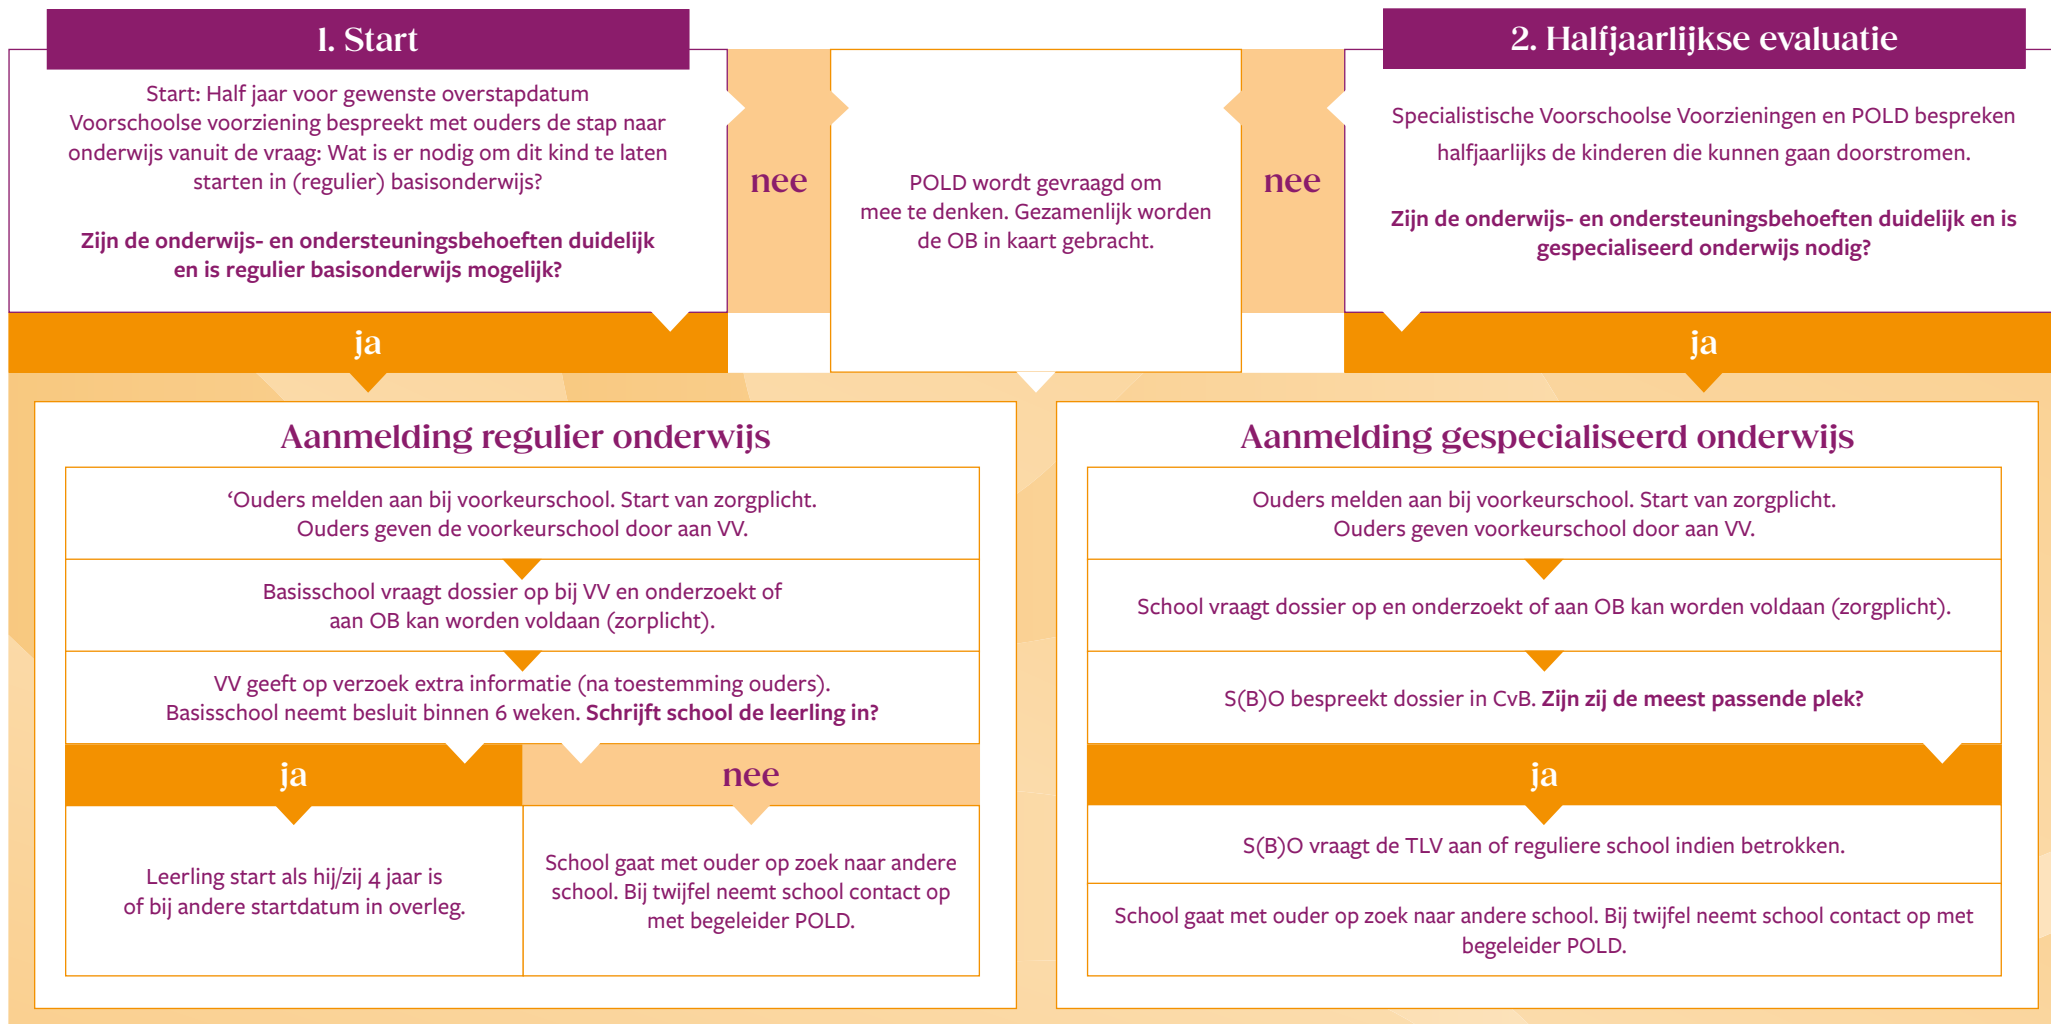 1. Start
Start: Half jaar voor gewenste overstapdatum
Voorschoolse voorziening bespreekt met ouders de stap naar
onderwijs vanuit de vraag: Wat is er nodig om dit kind te laten
starten in (regulier) basisonderwijs?
Zijn de onderwijs- en ondersteuningsbehoeften duidelijk
en is regulier basisonderwijs mogelijk?
nee
POLD wordt gevraagd om
mee te denken. Gezamenlijk worden
de OB in kaart gebracht.
nee
2. Halfjaarlijkse evaluatie
Specialistische Voorschoolse Voorzieningen en POLD bespreken
halfjaarlijks de kinderen die kunnen gaan doorstromen.
Zijn de onderwijs- en ondersteuningsbehoeften duidelijk en is
gespecialiseerd onderwijs nodig?
ja
ja
Aanmelding regulier onderwijs
‘Ouders melden aan bij voorkeurschool. Start van zorgplicht.
Ouders geven de voorkeurschool door aan VV.
Basisschool vraagt dossier op bij VV en onderzoekt of
aan OB kan worden voldaan (zorplicht).
VV geeft op verzoek extra informatie (na toestemming ouders).
Basisschool neemt besluit binnen 6 weken. Schrijft school de leerling in?
ja
nee
Leerling start als hij/zij 4 jaar is
of bij andere startdatum in overleg.
School gaat met ouder op zoek naar andere
school. Bij twijfel neemt school contact op
met begeleider POLD.
Aanmelding gespecialiseerd onderwijs
Ouders melden aan bij voorkeurschool. Start van zorgplicht.
Ouders geven voorkeurschool door aan VV.
School vraagt dossier op en onderzoekt of aan OB kan worden voldaan (zorgplicht).
S(B)O bespreekt dossier in CvB. Zijn zij de meest passende plek?
ja
S(B)O vraagt de TLV aan of reguliere school indien betrokken.
School gaat met ouder op zoek naar andere school. Bij twijfel neemt school contact op met
begeleider POLD.